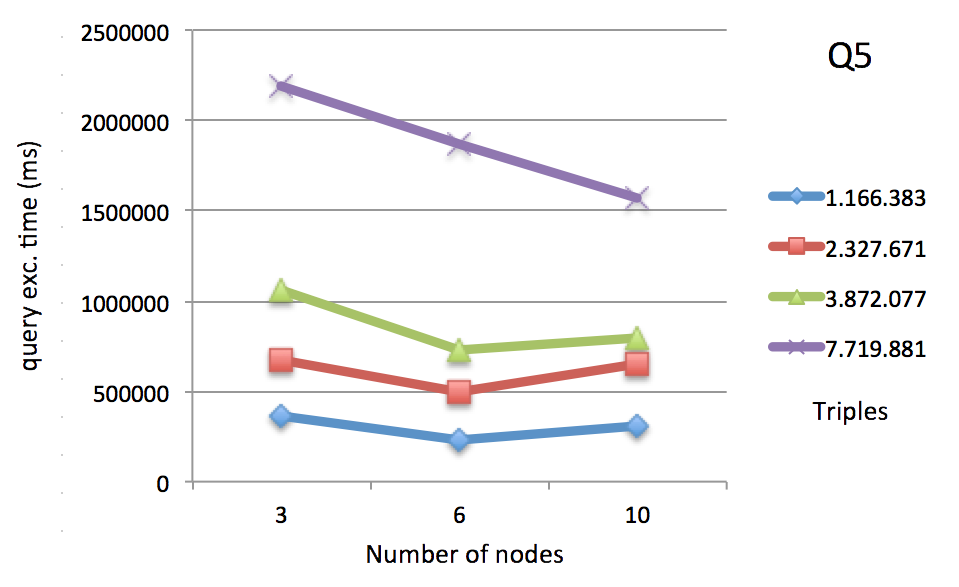 Q5
2500000
2000000
1500000
1000000
500000
0
query exc. time (ms)
3 6 10
Number of nodes
1.166.383
2.327.671
3.872.077
7.719.881
Triples